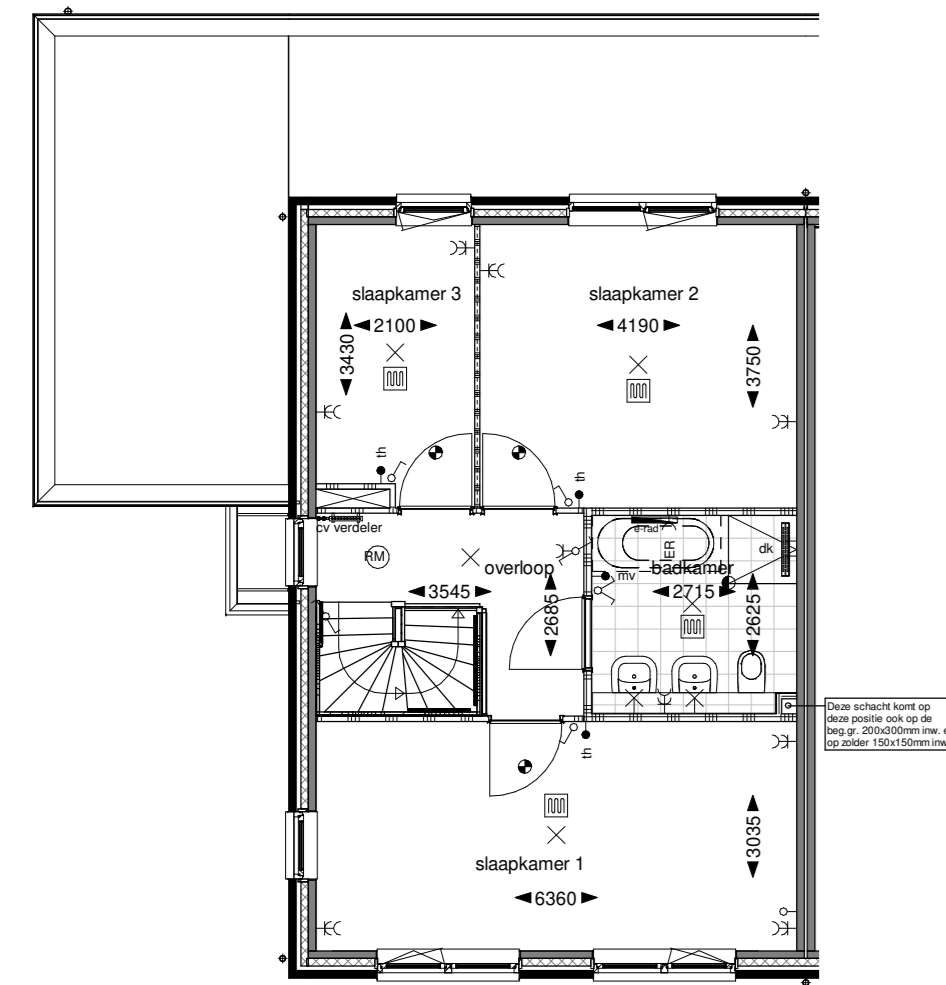 slaapkamer 3
2100
3430
slaapkamer 2
4190
3750
th
th
cv verdeler
RM
overloop
3545
2685
e-rad
ER
dk
mv
badkamer
2715
2625
Deze schacht komt op
deze positie ook op de
beg.gr. 200x300mm inw. e
op zolder 150x150mm inw
th
slaapkamer 1
3035
6360